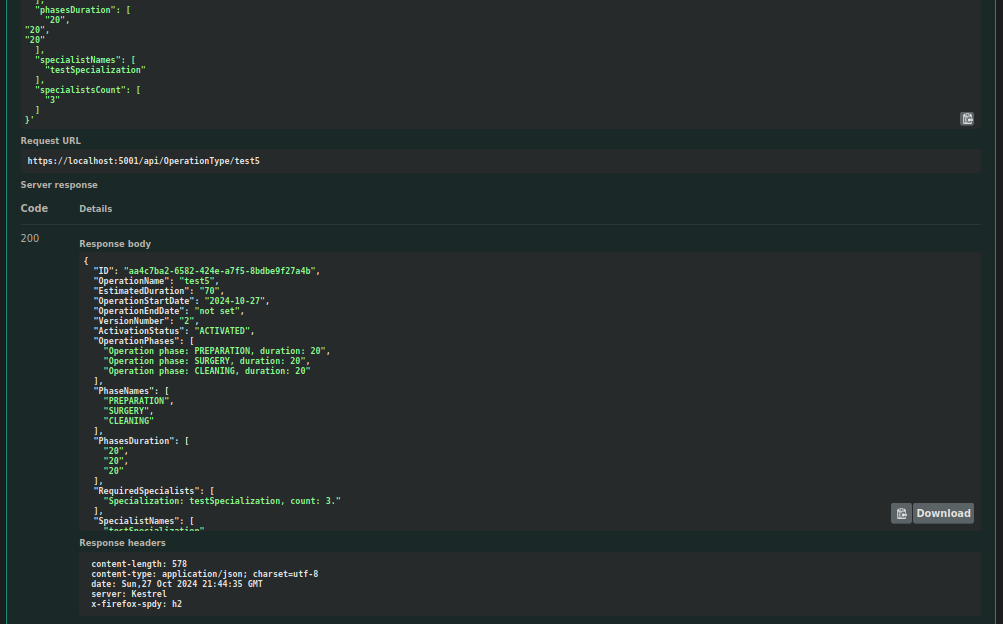 ],
"phasesDuration": [
"20",
"20",
"20"
],
"specialistNames": [
"testSpecialization"
],
"specialistsCount": [
"3"
]
}'
Request URL
https://localhost:5001/api/OperationType/test5
Server response
Code Details
200
Response body
{
"ID": "aa4c7ba2-6582-424e-a7f5-8bdbe9f27a4b",
"OperationName": "test5",
"EstimatedDuration": "70",
"OperationStartDate": "2024-10-27",
"OperationEndDate": "not set",
"VersionNumber": "2",
"ActivationStatus": "ACTIVATED",
"OperationPhases": [
"Operation phase: PREPARATION, duration: 20",
"Operation phase: SURGERY, duration: 20",
"Operation phase: CLEANING, duration: 20"
],
"PhaseNames": [
"PREPARATION",
"SURGERY",
"CLEANING"
],
"PhasesDuration": [
"20",
"20",
"20"
],
"RequiredSpecialists": [
"Specialization: testSpecialization, count: 3."
],
"SpecialistNames": [
"testSpecialization"
Download
Response headers
content-length: 578
content-type: application/json; charset=utf-8
date: Sun,27 Oct 2024 21:44:35 GMT
server: Kestrel
x-firefox-spdy: h2